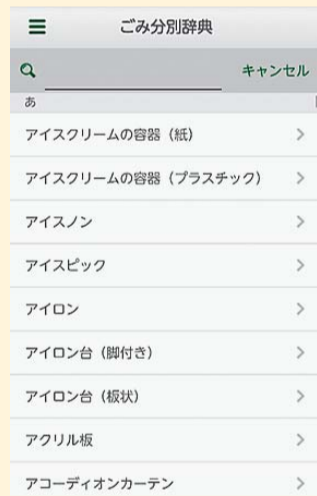 ごみ分別辞典
キャンセル
あ
アイスクリームの容器（紙）
アイスクリームの容器（プラスチック）
アイスノン
アイスピック
アイロン
アイロン台（脚付き）
アイロン台（板状）
アクリル板
アコーディオンカーテン